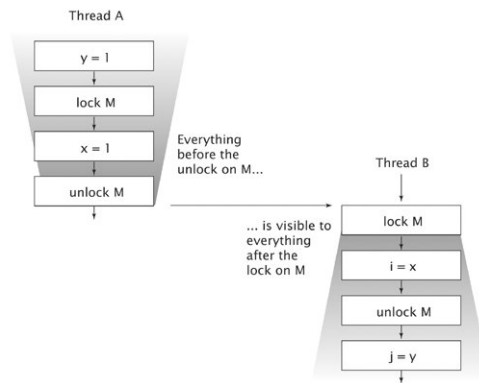 Thread A
y = 1
lock M
x = 1
unlock M
Everything
before the
unlock on M...
Thread B
... is visible to
everything
after the
lock on M
lock M
i = x
unlock M
j = y